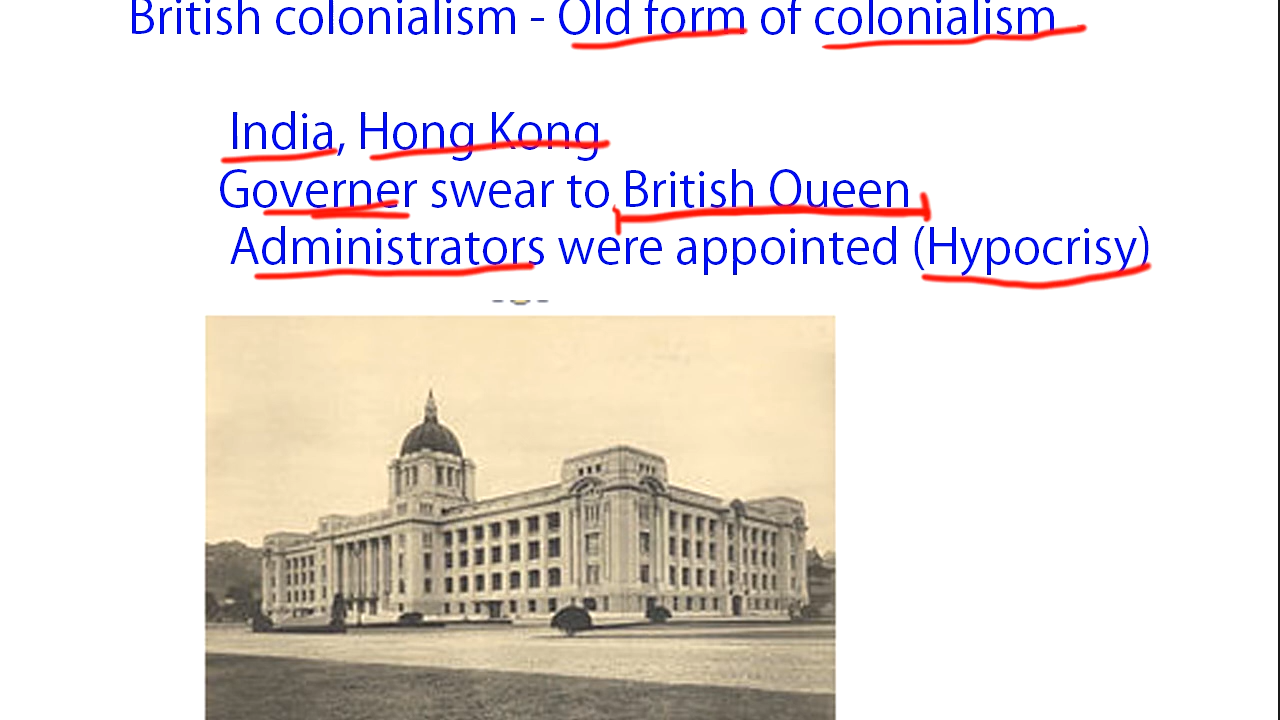 British colonialism - Old form of colonialism
India, Hong Kong
Governer swear to British Queen
Administrators were appointed (Hypocrisy)